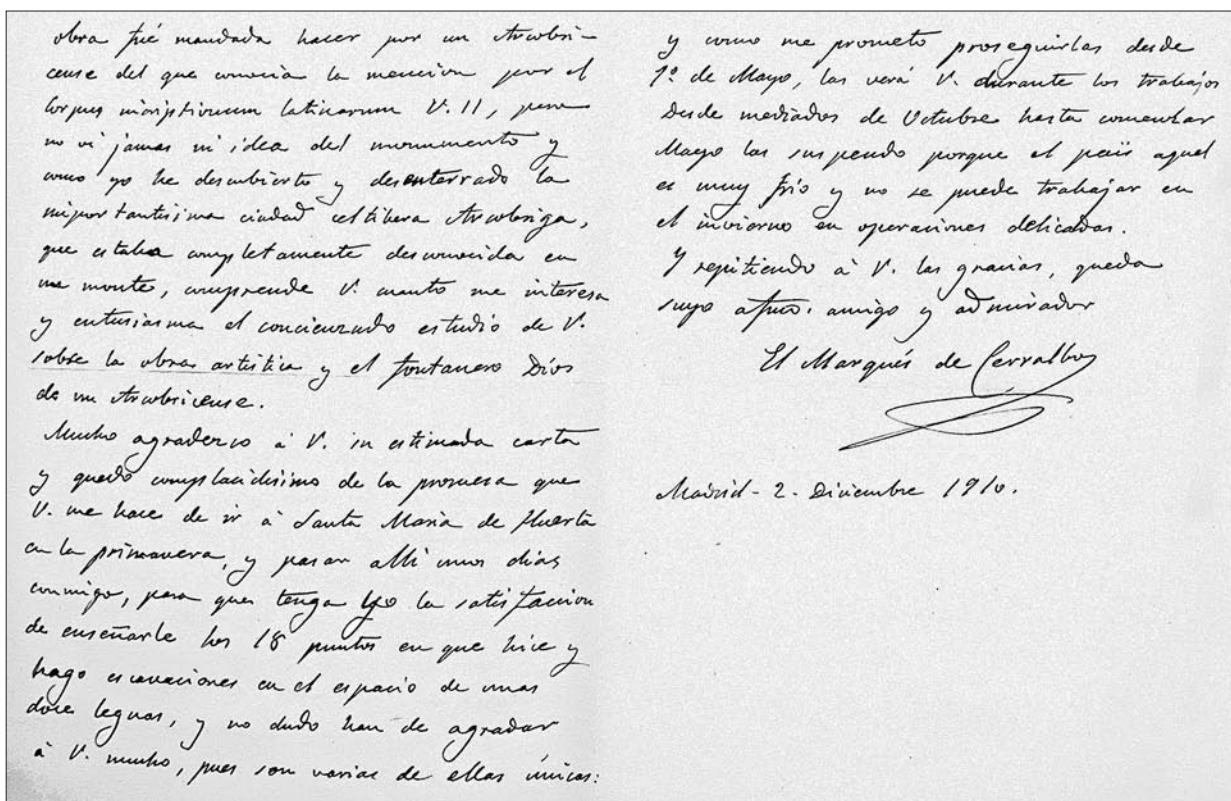 obra fué mandada hacer por un Arcobri-
cense del que conocia la mencion por el
Corpus inscriptionum latinarum V. II, pero
no vi jamas ni idea del monumento y
como yo he descubierto y desenterrado la
importantisima ciudad celtibera Arcobriga,
que estaba completamente desconocida en
un monte, comprende V. cuanto me interesa
y entusiasma el concienzudo estudio de V.
sobre la obra artistica y el fontanero Dios
de un Arcobricense.
Mucho agradezco á V. su estimada carta
y quedo complacidisimo de la promesa que
V. me hace de ir á Santa Maria de Huerta
en la primavera, y pasar alli unos dias
conmigo, para que tenga yo la satisfaccion
de enseñarle los 18 puntos en que hice y
hago escavaciones en el espacio de unas
doce leguas, y no dudo han de agradar
á V. mucho, pues son varias de ellas únicas:
y como me prometo proseguirlas desde
1º de Mayo, las verá V. durante los trabajos
Desde mediados de Octubre hasta comenzar
Mayo las suspendo porque el païs aquel
es muy frio y no se puede trabajar en
el invierno en operaciones delicadas.
Y repitiendo á V. las gracias, queda
suyo afmo. amigo y admirador
El Marqués de Cerralbo
Madrid - 2. Diciembre 1910.